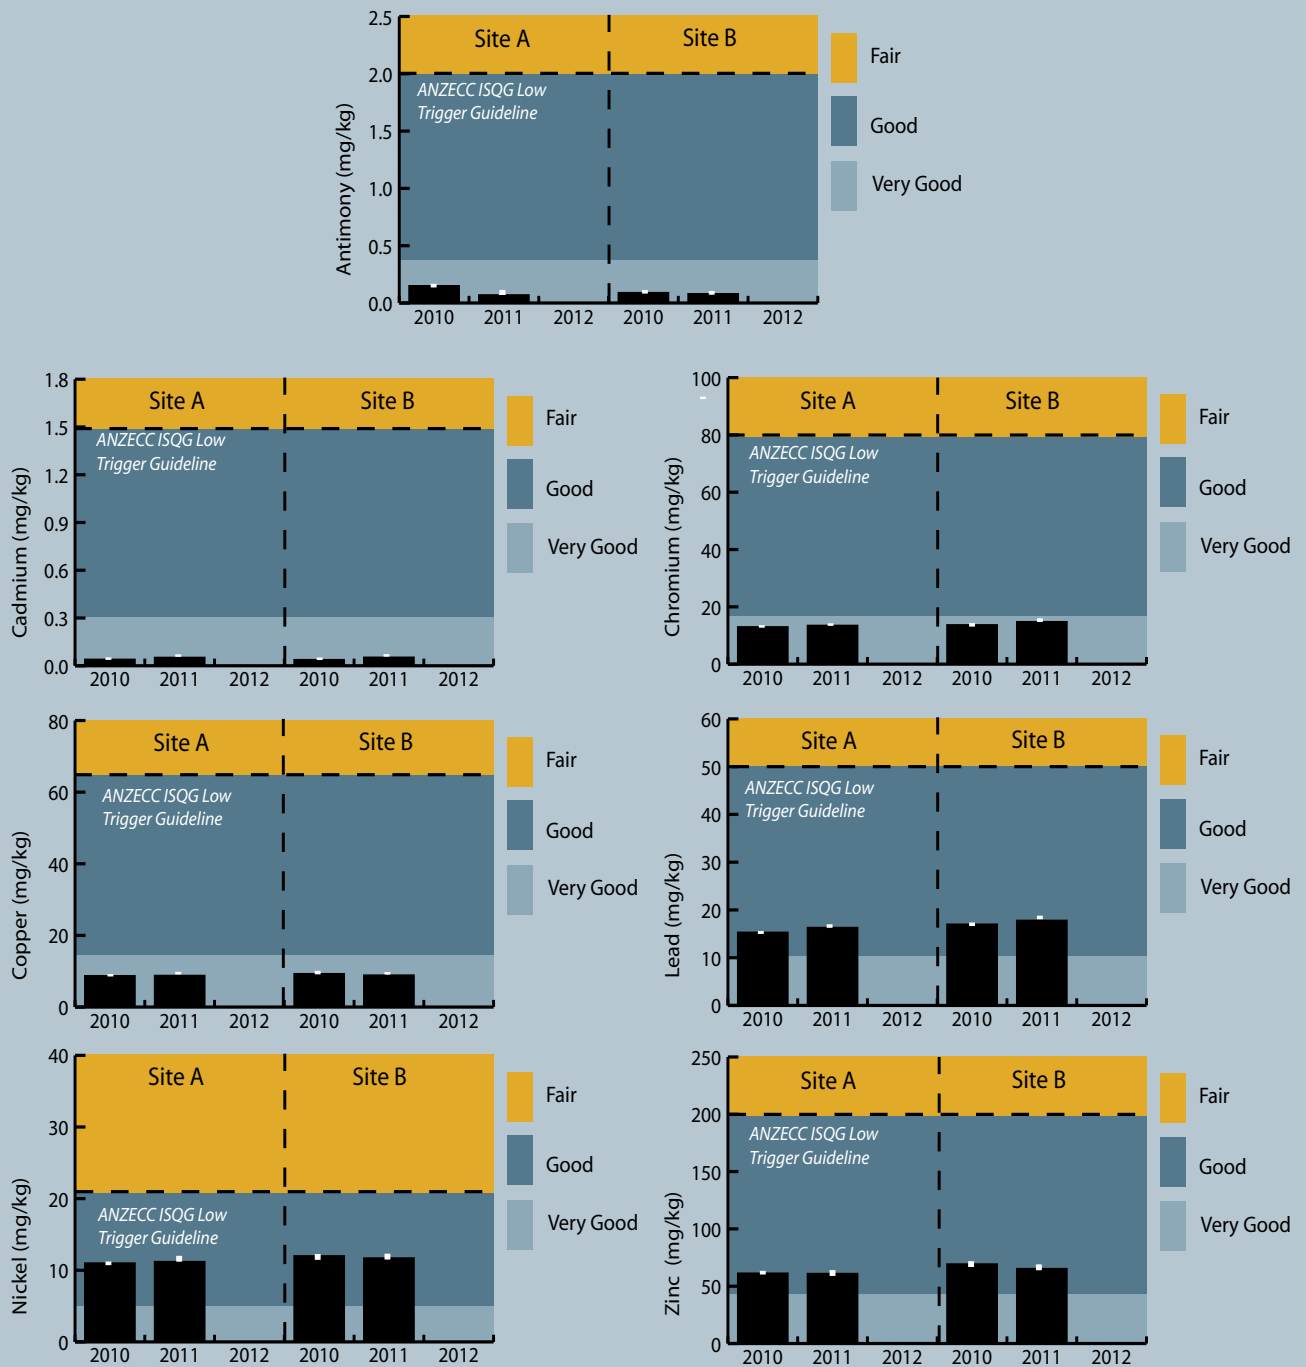 2.5
2.0
1.5
1.0
0.5
0.0
Antimony (mg/kg)
Site A
Site B
ANZECC ISQG Low
Trigger Guideline
2010 2011 2012 2010 2011 2012
Fair
Good
Very Good
1.8
1.5
1.2
0.9
0.6
0.3
0.0
Cadmium (mg/kg)
Site A
Site B
ANZECC ISQG Low
Trigger Guideline
2010 2011 2012 2010 2011 2012
Fair
Good
Very Good
100
80
60
40
20
0
Chromium (mg/kg)
Site A
Site B
ANZECC ISQG Low
Trigger Guideline
2010 2011 2012 2010 2011 2012
Fair
Good
Very Good
80
60
40
20
0
Copper (mg/kg)
Site A
Site B
ANZECC ISQG Low
Trigger Guideline
2010 2011 2012 2010 2011 2012
Fair
Good
Very Good
60
50
40
30
20
10
0
Lead (mg/kg)
Site A
Site B
ANZECC ISQG Low
Trigger Guideline
2010 2011 2012 2010 2011 2012
Fair
Good
Very Good
40
30
20
10
0
Nickel (mg/kg)
Site A
Site B
ANZECC ISQG Low
Trigger Guideline
2010 2011 2012 2010 2011 2012
Fair
Good
Very Good
250
200
150
100
50
0
Zinc (mg/kg)
Site A
Site B
ANZECC ISQG Low
Trigger Guideline
2010 2011 2012 2010 2011 2012
Fair
Good
Very Good